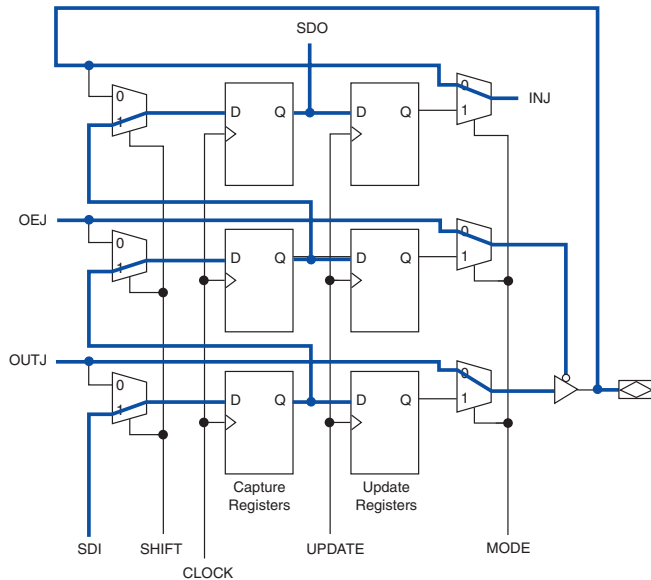 SDO
0
1
D Q
D Q
0
1
INJ
OEJ
0
1
D Q
D Q
0
1
OUTJ
0
1
D Q
D Q
0
1
Capture
Registers
Update
Registers
SDI
SHIFT
CLOCK
UPDATE
MODE